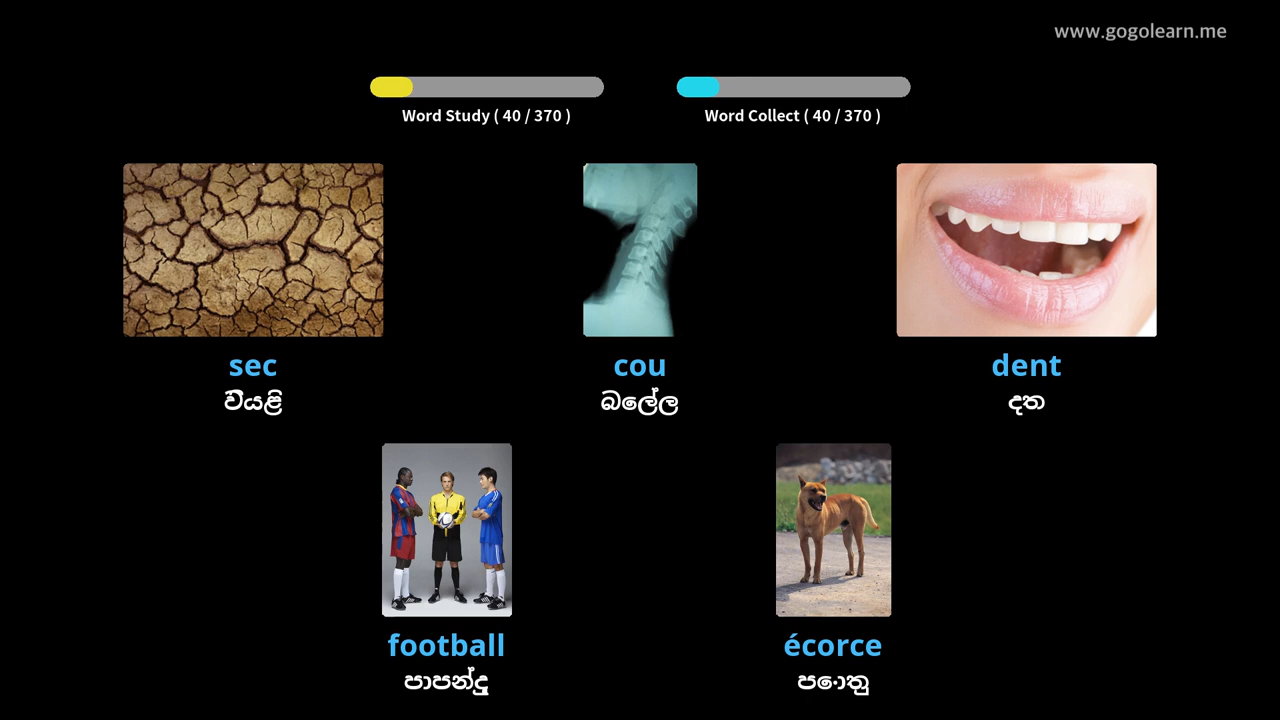 www.gogolearn.me
Word Study ( 40 / 370 )
Word Collect ( 40 / 370 )
sec
cou
dent
වියළි
බෙල්ල
දත
football
écorce
පාපන්දු
පොතු